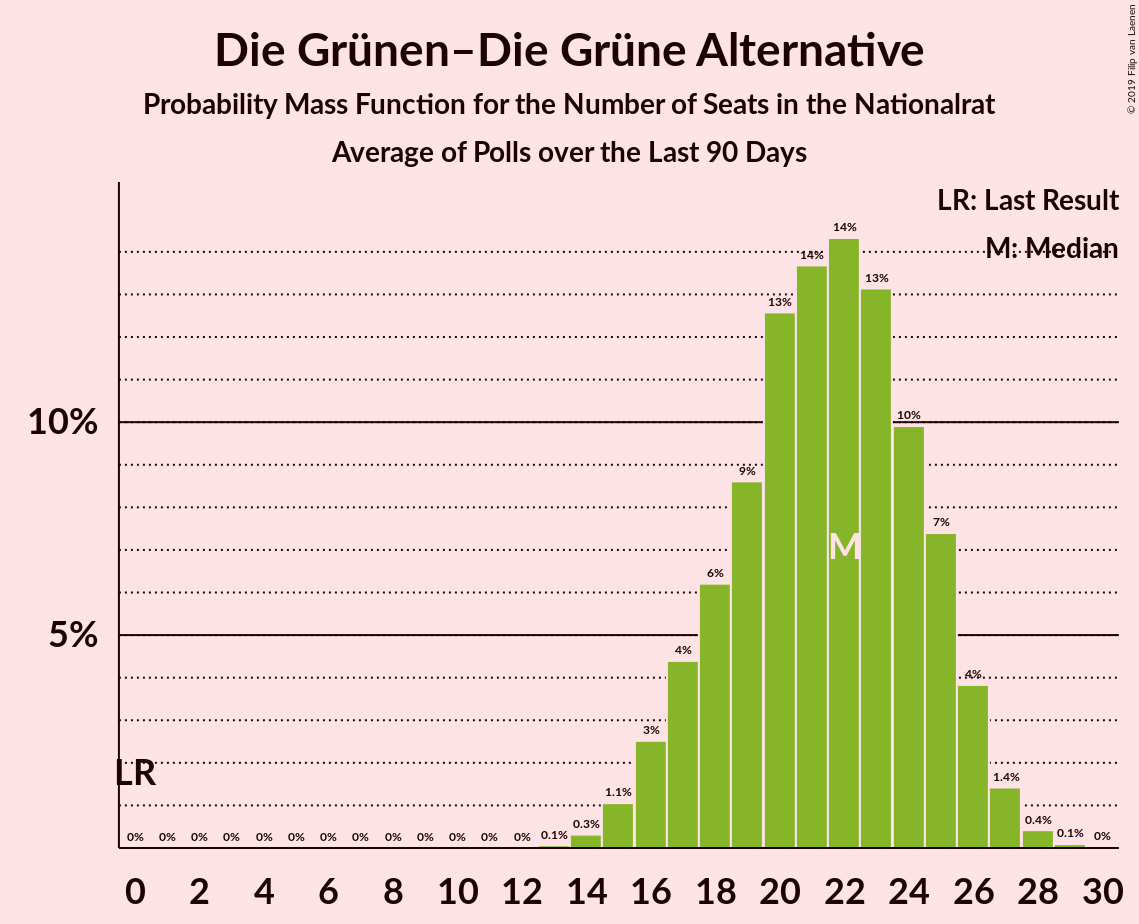 Die Grünen–Die Grüne Alternative
Probability Mass Function for the Number of Seats in the Nationalrat
Average of Polls over the Last 90 Days
© 2019 Filip van Laenen
LR: Last Result
M: Median
10%
5%
LR
M
0% 0% 0% 0% 0% 0% 0% 0% 0% 0% 0% 0% 0% 0.1% 0.3% 1.1% 3% 4% 6% 9% 13% 14% 14% 13% 10% 7% 4% 1.4% 0.4% 0.1% 0%
0 2 4 6 8 10 12 14 16 18 20 22 24 26 28 30